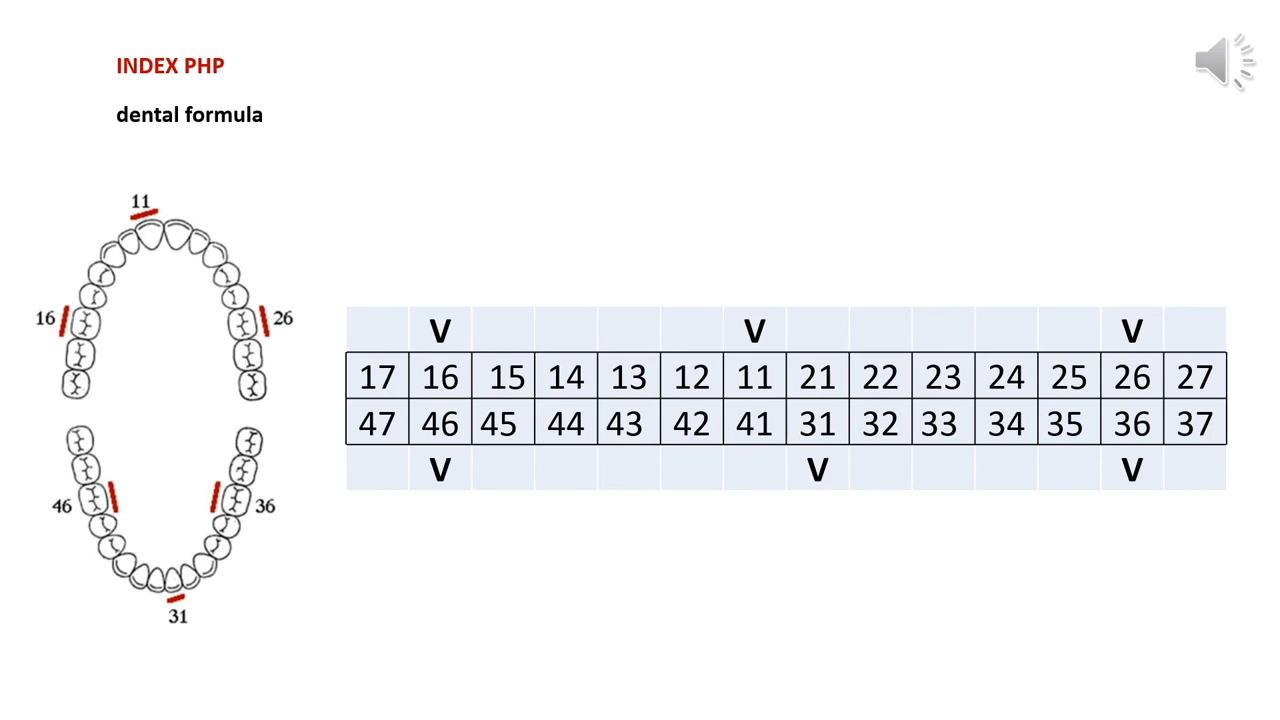 INDEX PHP
dental formula
11
16 26
46 36
31
V V V
17 16 15 14 13 12 11 21 22 23 24 25 26 27
47 46 45 44 43 42 41 31 32 33 34 35 36 37
V V V